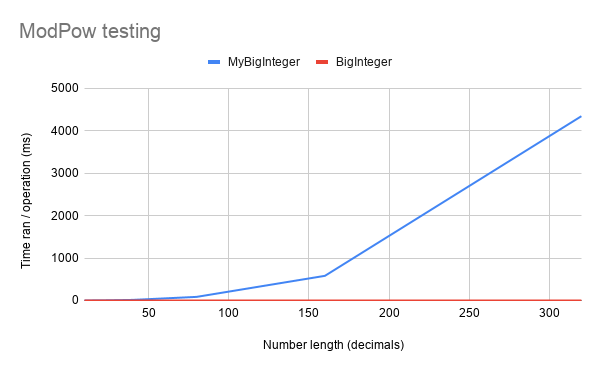 ModPow testing
MyBigInteger BigInteger
5000
4000
3000
2000
1000
0
50 100 150 200 250 300
Time ran / operation (ms)
Number length (decimals)